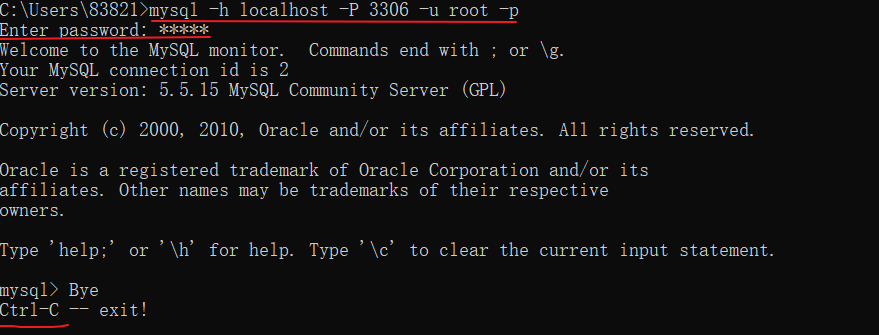 C:\Users\83821>mysql -h localhost -P 3306 -u root -p
Enter password: *****
Welcome to the MySQL monitor.  Commands end with ; or \g.
Your MySQL connection id is 2
Server version: 5.5.15 MySQL Community Server (GPL)
Copyright (c) 2000, 2010, Oracle and/or its affiliates. All rights reserved.
Oracle is a registered trademark of Oracle Corporation and/or its
affiliates. Other names may be trademarks of their respective
owners.
Type 'help;' or '\h' for help. Type '\c' to clear the current input statement.
mysql> Bye
Ctrl-C -- exit!